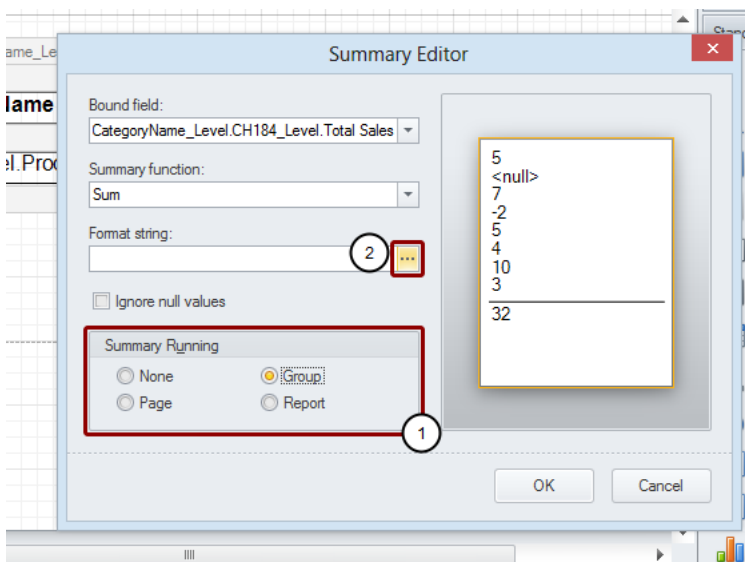 Stand
ame_Le
Summary Editor
lame
el.Prod
Bound field:
CategoryName_Level.CH184_Level.Total Sales
Summary function:
Sum
Format string:
2
...
Ignore null values
Summary Running
None
Group
Page
Report
1
5
<null>
7
-2
5
4
10
3
32
OK
Cancel